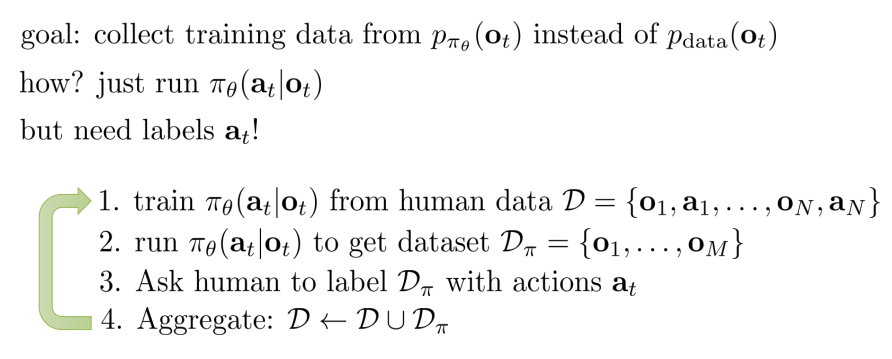 goal: collect training data from $p_{\pi_\theta}(\mathbf{o}_t)$ instead of $p_{\text{data}}(\mathbf{o}_t)$
how? just run $\pi_\theta(\mathbf{a}_t|\mathbf{o}_t)$
but need labels $\mathbf{a}_t$!
1. train $\pi_\theta(\mathbf{a}_t|\mathbf{o}_t)$ from human data $\mathcal{D} = \{\mathbf{o}_1, \mathbf{a}_1, \ldots, \mathbf{o}_N, \mathbf{a}_N\}$
2. run $\pi_\theta(\mathbf{a}_t|\mathbf{o}_t)$ to get dataset $\mathcal{D}_\pi = \{\mathbf{o}_1, \ldots, \mathbf{o}_M\}$
3. Ask human to label $\mathcal{D}_\pi$ with actions $\mathbf{a}_t$
4. Aggregate: $\mathcal{D} \leftarrow \mathcal{D} \cup \mathcal{D}_\pi$